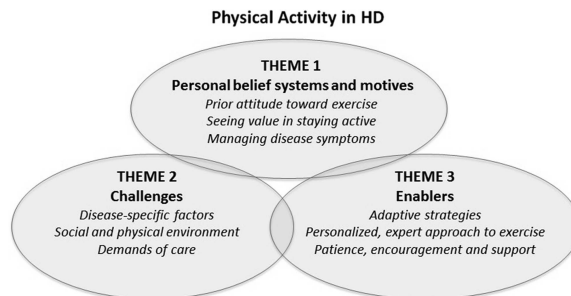 Physical Activity in HD
THEME 1
Personal belief systems and motives
Prior attitude toward exercise
Seeing value in staying active
Managing disease symptoms
THEME 2
Challenges
Disease-specific factors
Social and physical environment
Demands of care
THEME 3
Enablers
Adaptive strategies
Personalized, expert approach to exercise
Patience, encouragement and support